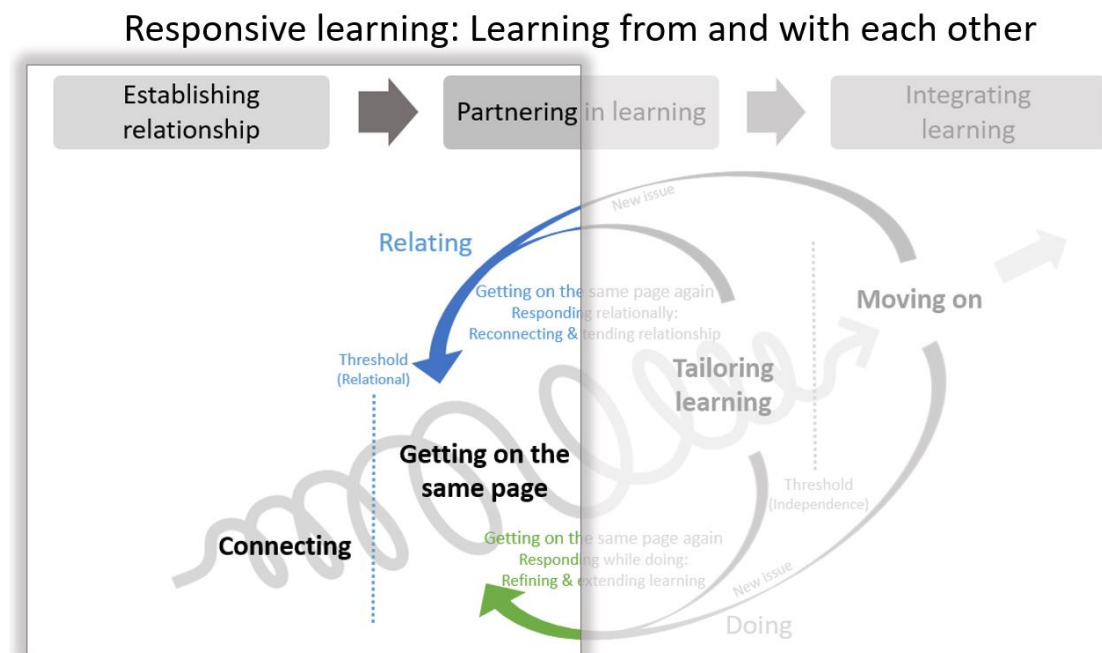 Responsive learning: Learning from and with each other
Establishing
relationship
Partnering in learning
Integrating
learning
New issue
Relating
Getting on the same page again
Responding relationally:
Reconnecting & tending relationship
Moving on
Threshold
(Relational)
Tailoring
learning
Getting on the
same page
Threshold
(Independence)
Connecting
Getting on the same page again
Responding while doing:
Refining & extending learning
New issue
Doing